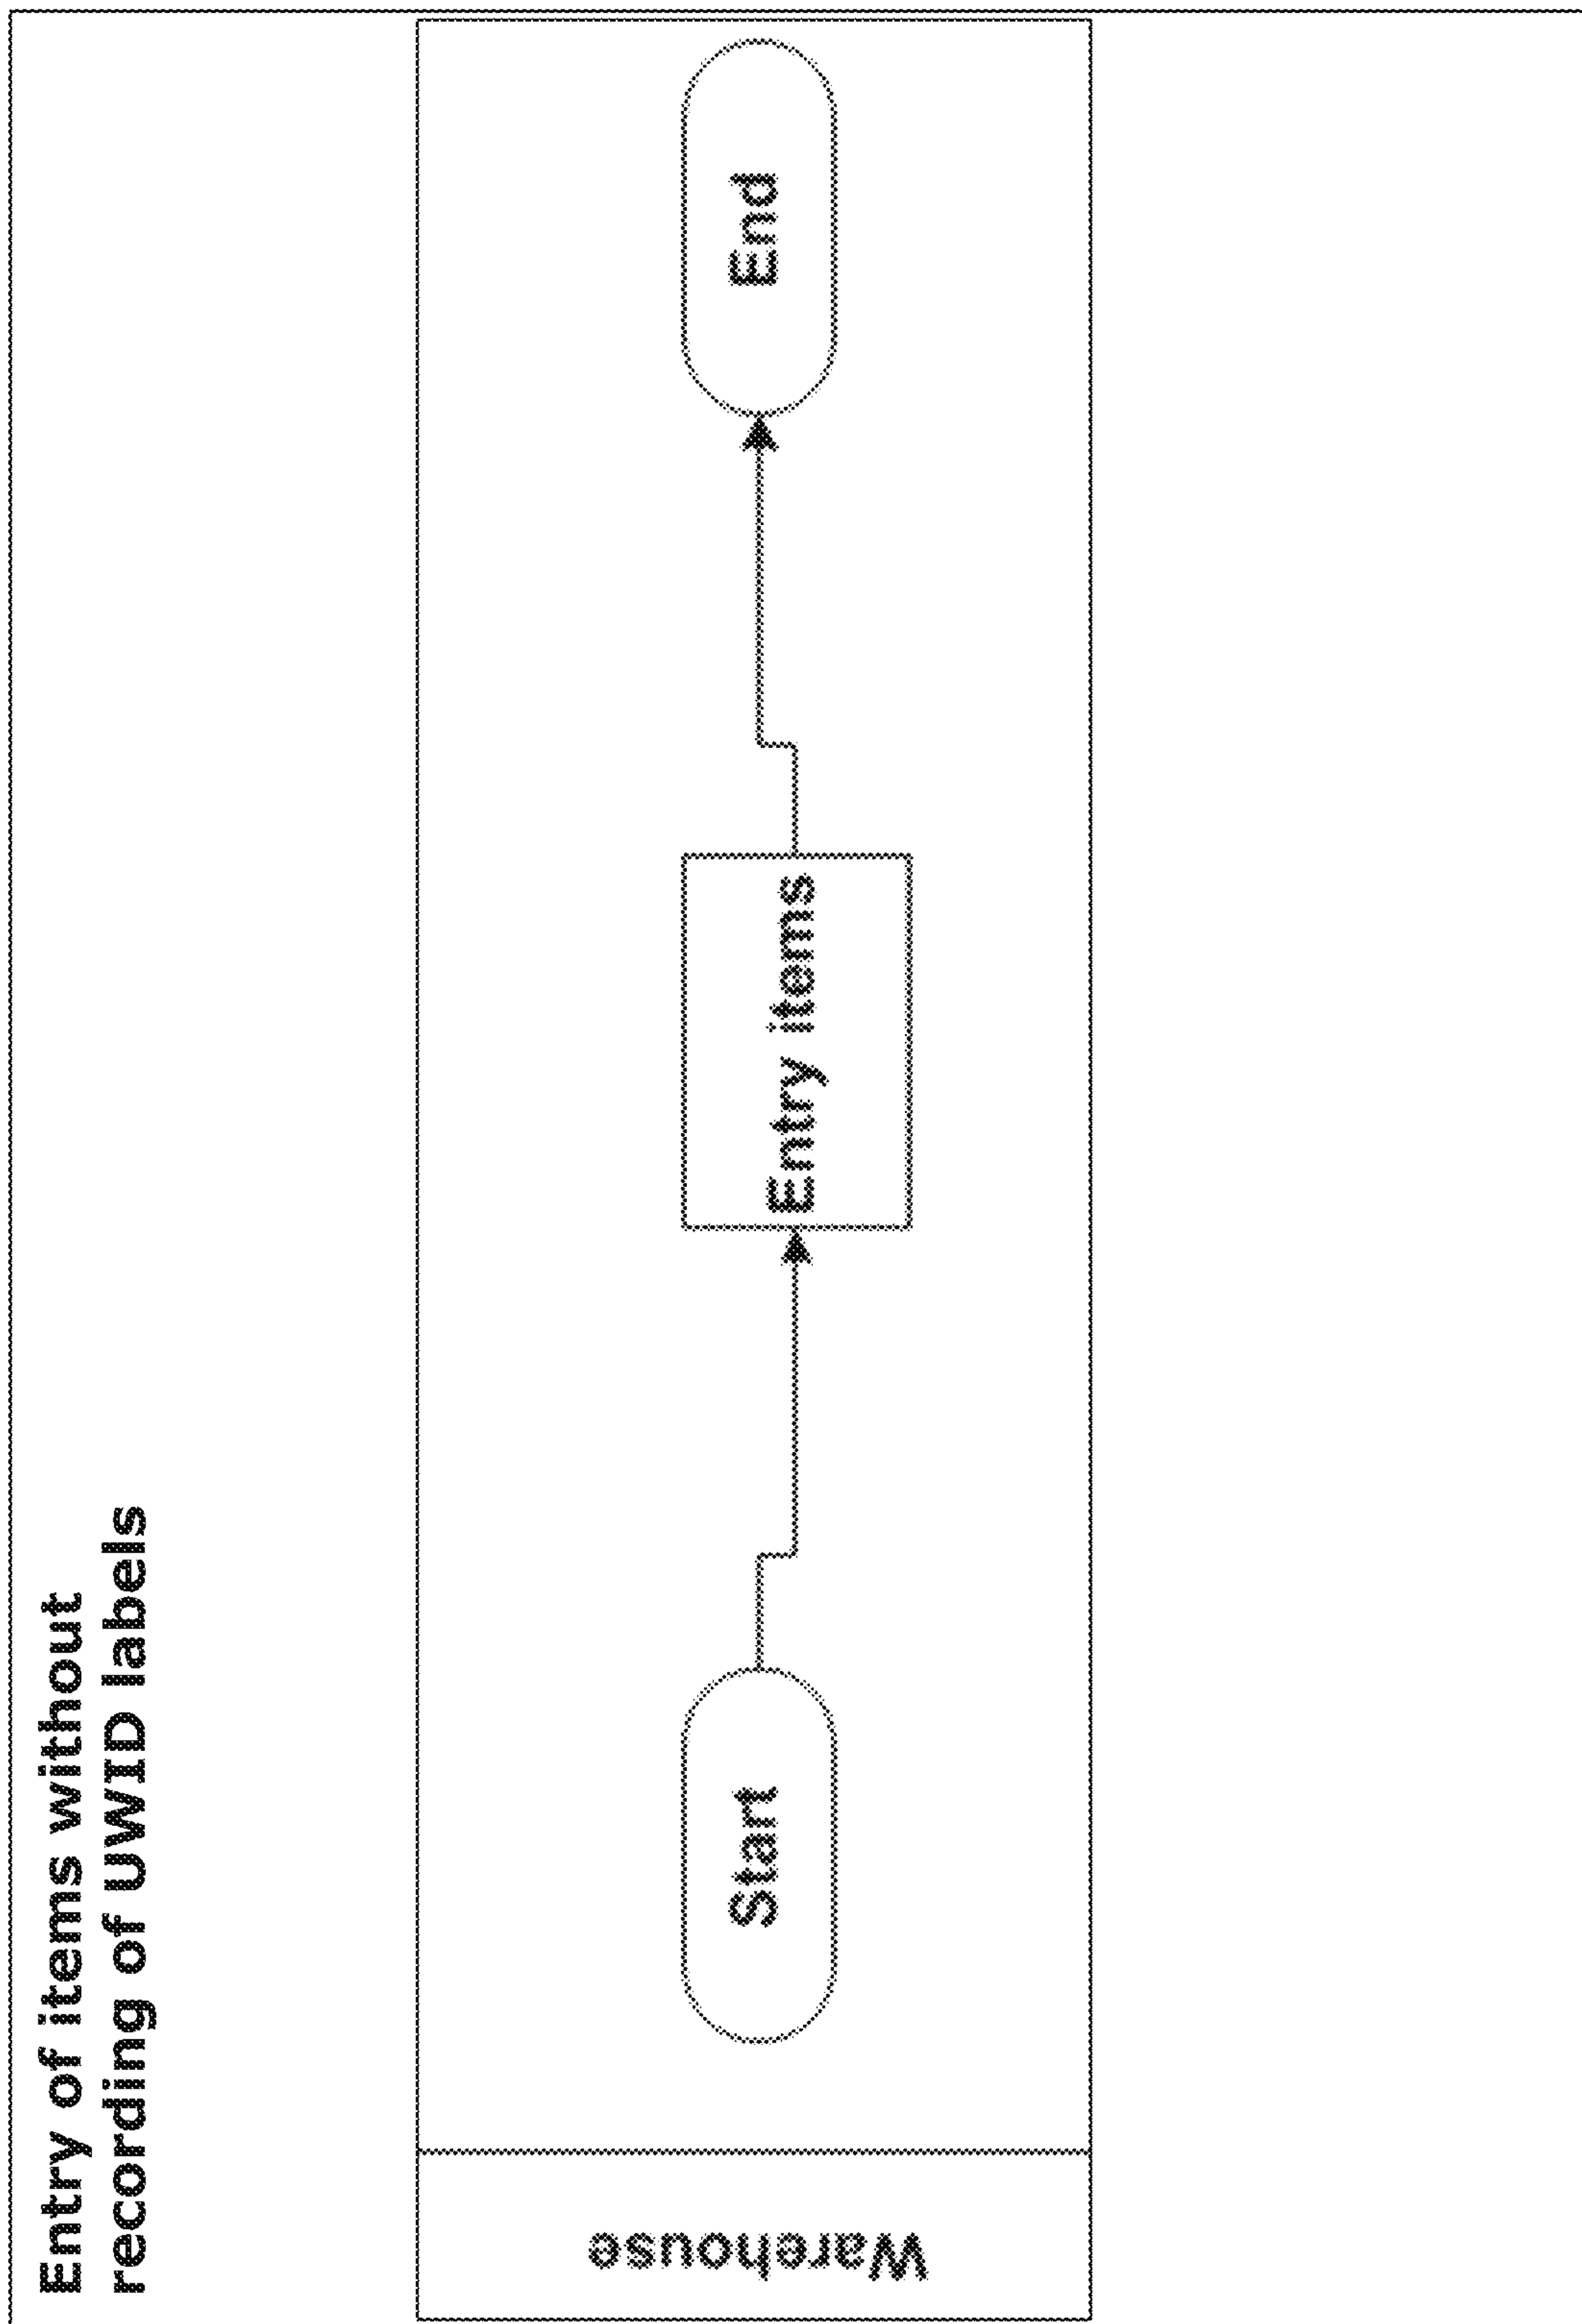 Entry of items without
recording of UWID labels
Warehouse
Start
Entry items
End